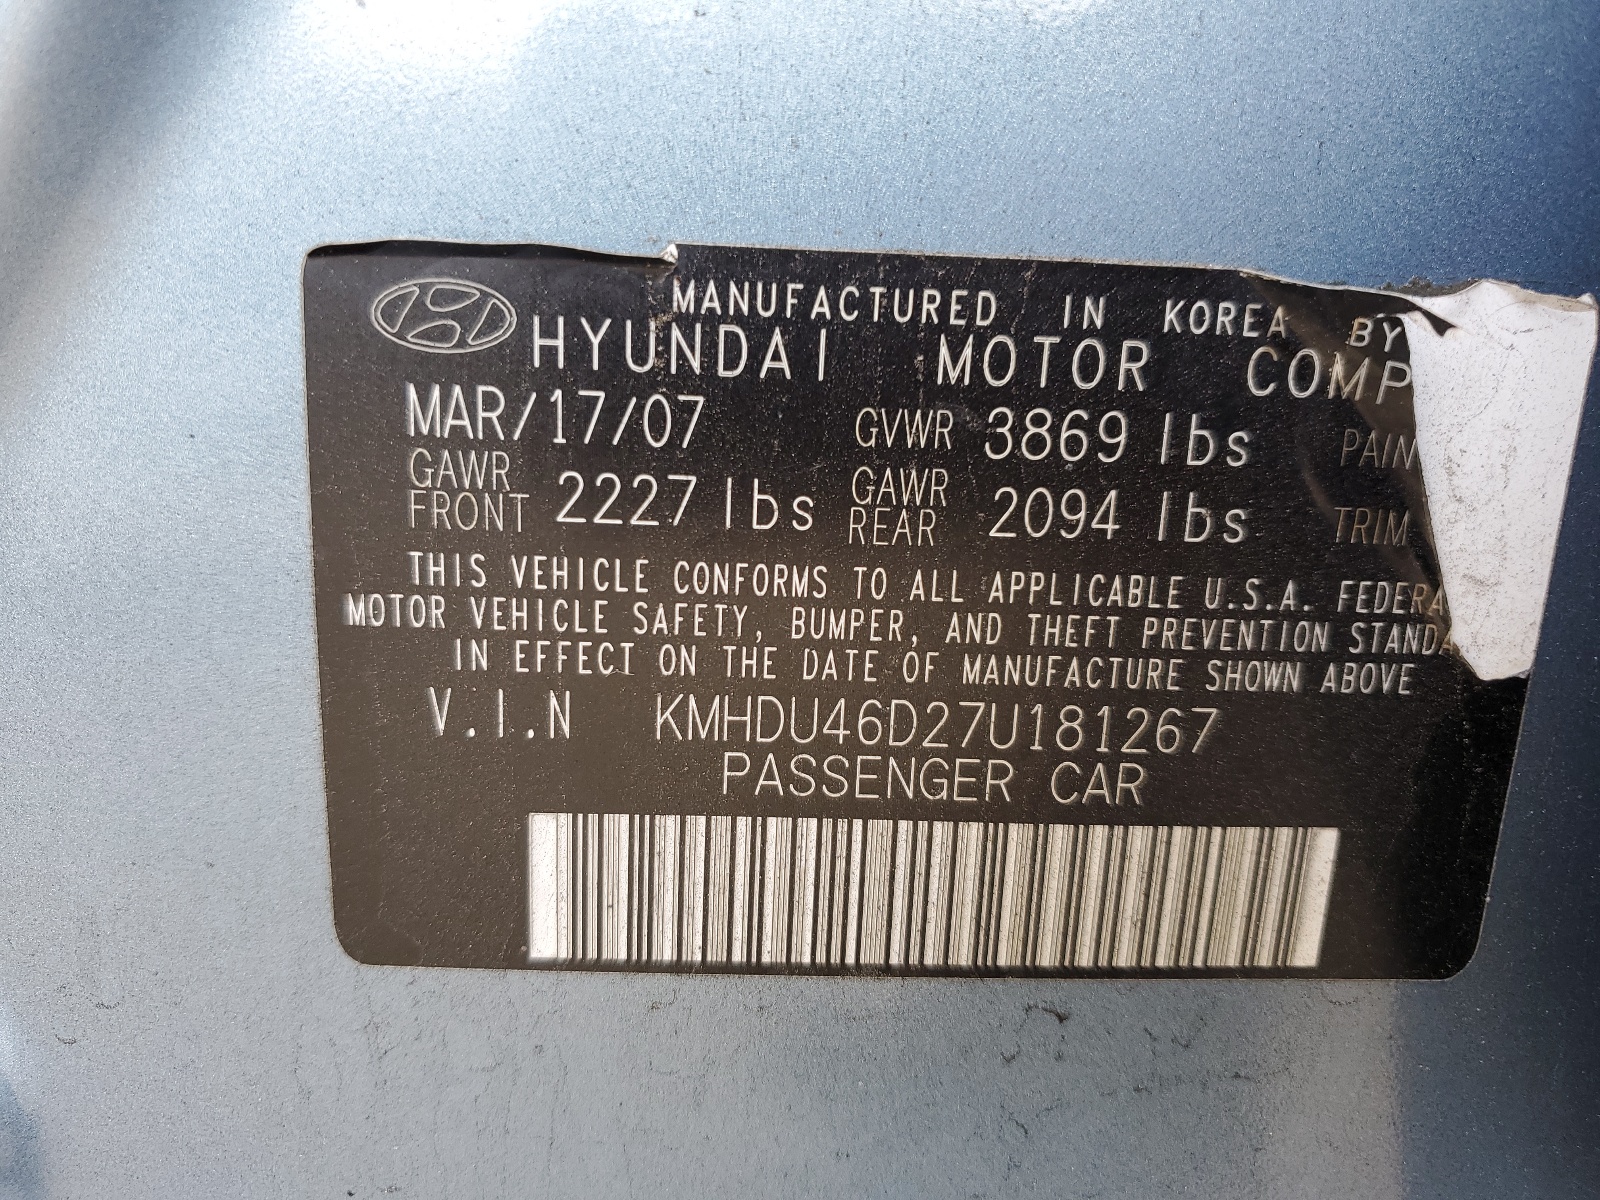 MANUFACTURED IN KOREA BY
HYUNDAI MOTOR COMP
MAR/17/07 GVWR 3869 lbs PAIN
GAWR FRONT 2227 lbs GAWR REAR 2094 lbs TRIM
THIS VEHICLE CONFORMS TO ALL APPLICABLE U.S.A. FEDERA
MOTOR VEHICLE SAFETY, BUMPER, AND THEFT PREVENTION STANDA
IN EFFECT ON THE DATE OF MANUFACTURE SHOWN ABOVE
V.I.N KMHDU46D27U181267
PASSENGER CAR